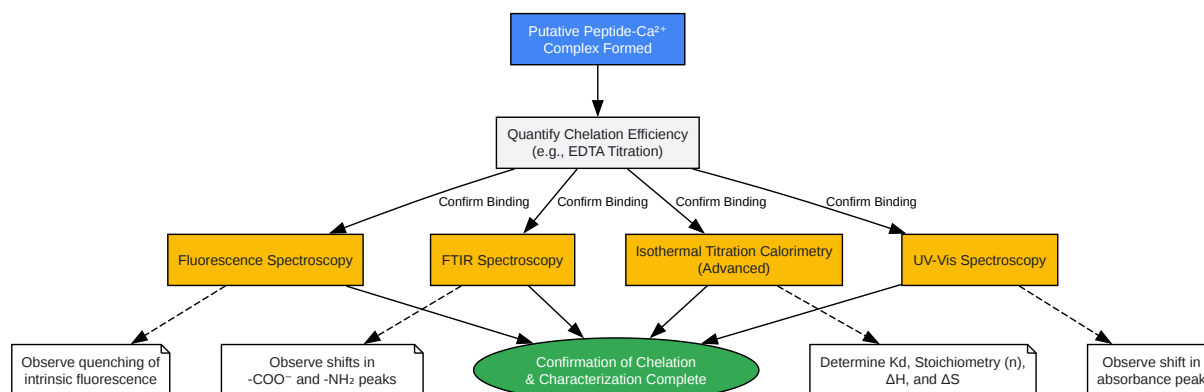 Putative Peptide-Ca²⁺
Complex Formed
Quantify Chelation Efficiency
(e.g., EDTA Titration)
Confirm Binding
Confirm Binding
Confirm Binding
Confirm Binding
Fluorescence Spectroscopy
FTIR Spectroscopy
Isothermal Titration Calorimetry
(Advanced)
UV-Vis Spectroscopy
Observe quenching of
intrinsic fluorescence
Observe shifts in
-COO⁻ and -NH₂ peaks
Confirmation of Chelation
& Characterization Complete
Determine Kd, Stoichiometry (n),
ΔH, and ΔS
Observe shift in
absorbance peak